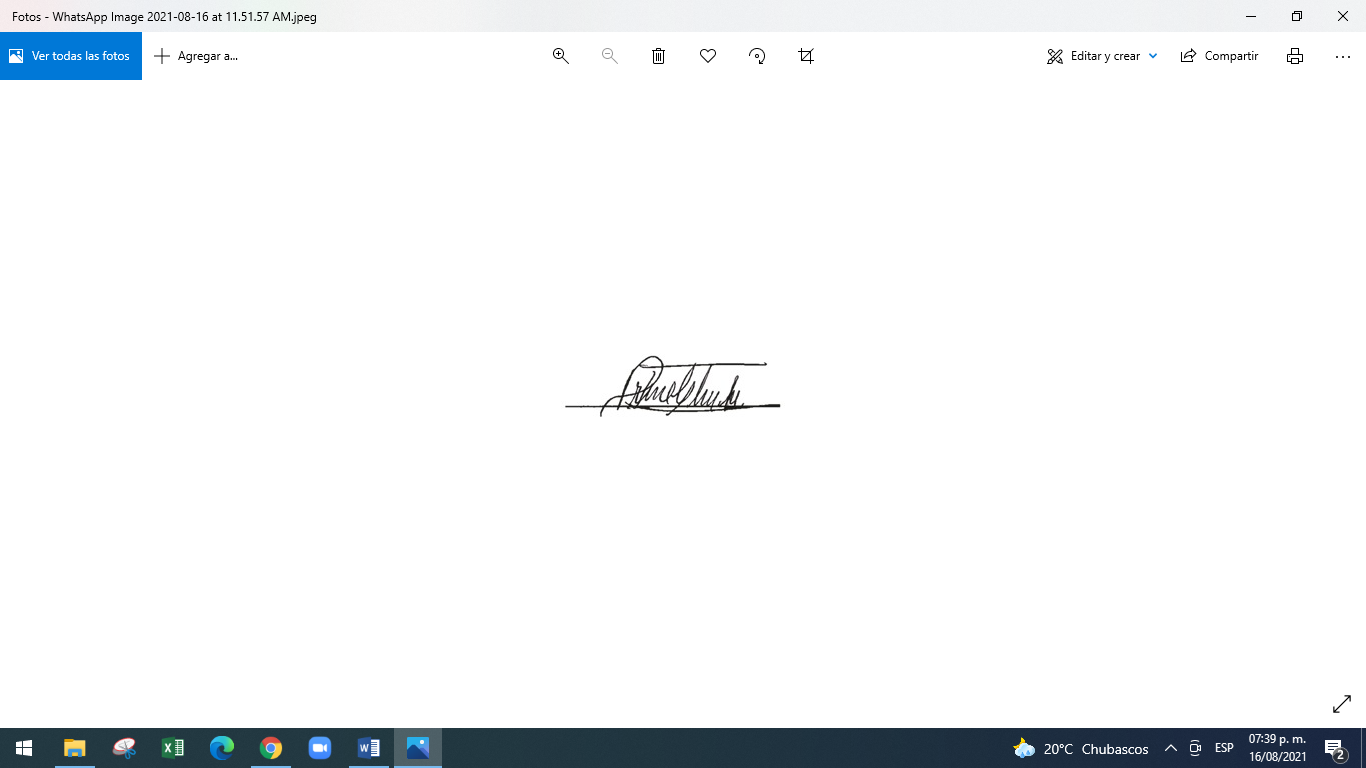 Fotos - WhatsApp Image 2021-08-16 at 11.51.57 AM.jpeg
Ver todas las fotos
Agregar a...
Editar y crear
Compartir
20°C Chubascos
ESP
07:39 p. m.
16/08/2021
2